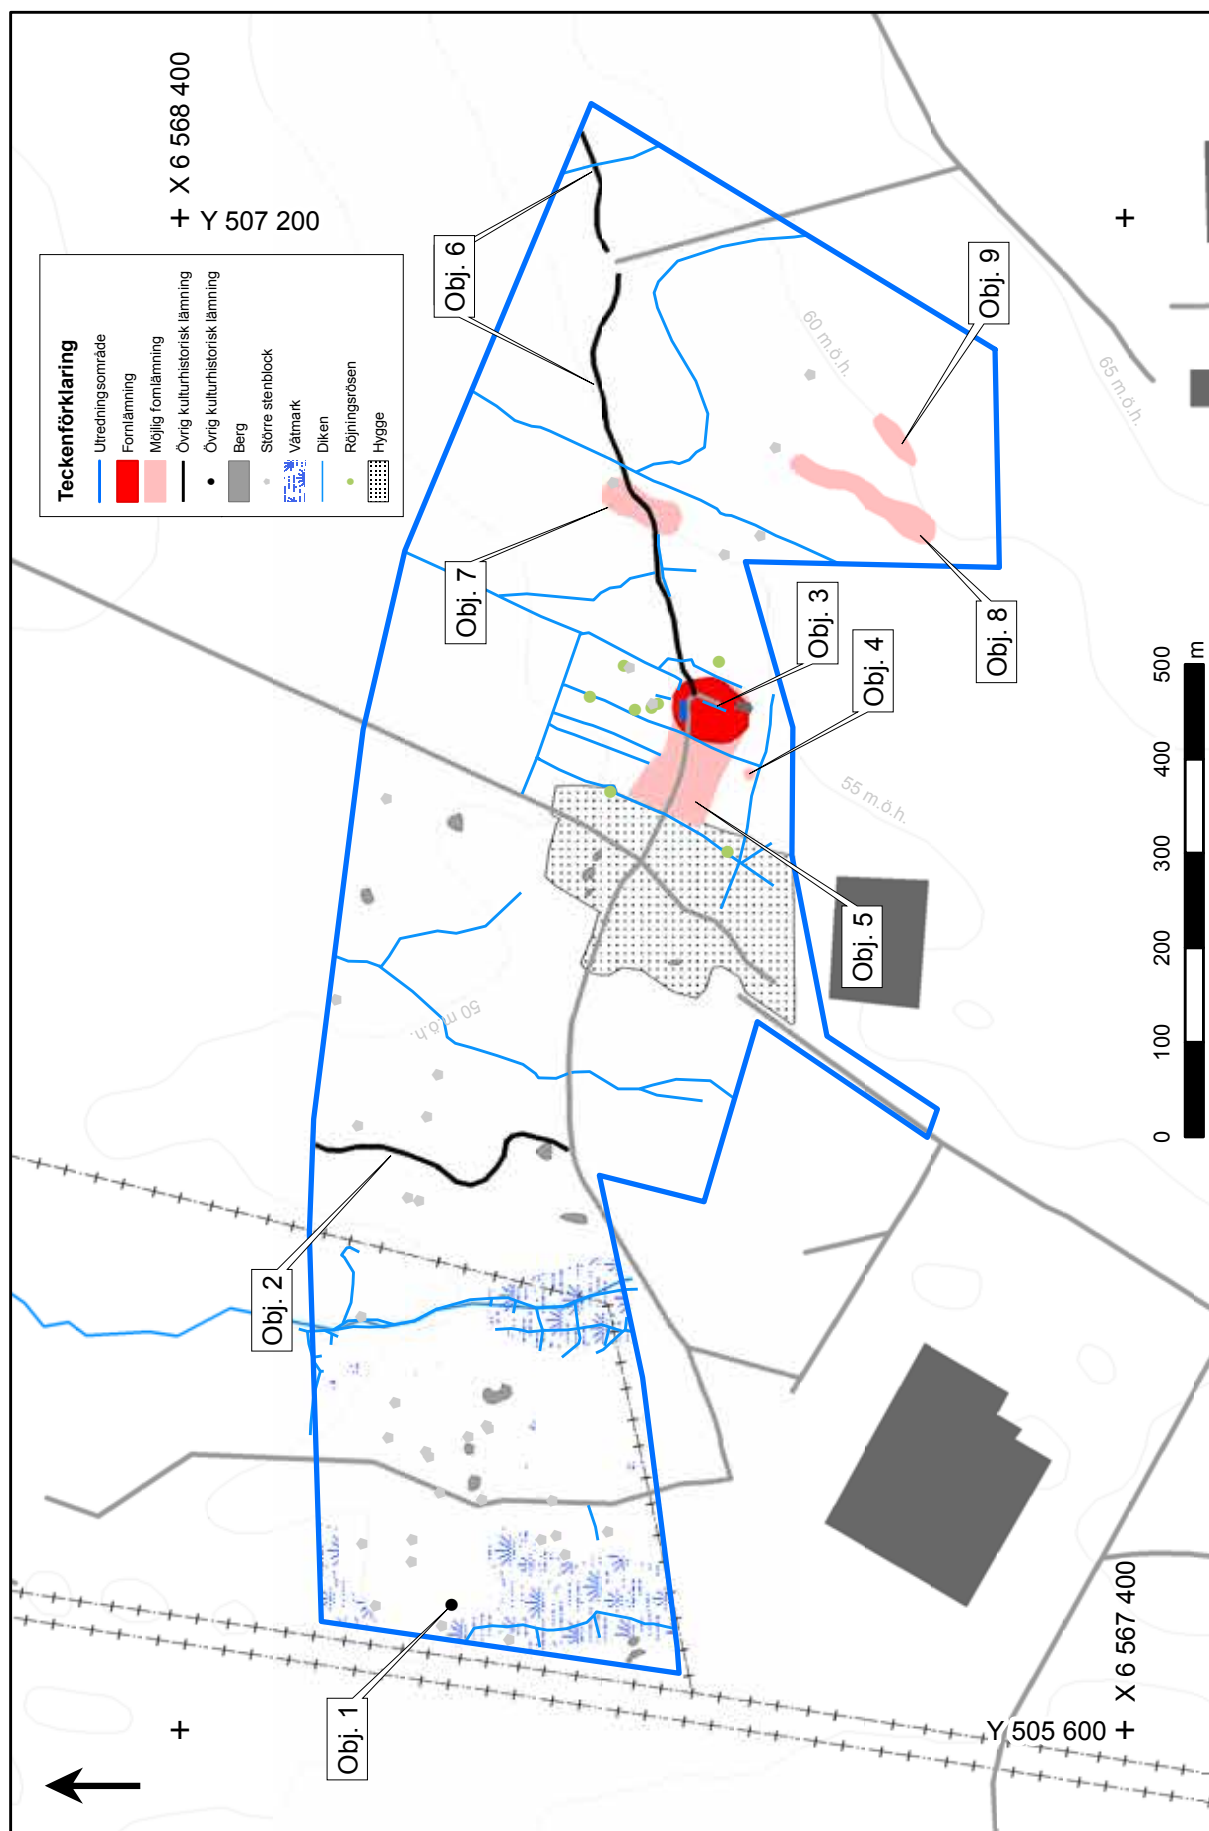 X 6 568 400
Y 507 200
Teckenförklaring
Utredningsområde
Fornlämning
Möjlig fornlämning
Övrig kulturhistorisk lämning
Övrig kulturhistorisk lämning
Berg
Större stenblock
Våtmark
Diken
Röjningsrösen
Hygge
Obj. 1
Obj. 2
Obj. 3
Obj. 4
Obj. 5
Obj. 6
Obj. 7
Obj. 8
Obj. 9
50 m.ö.h.
55 m.ö.h.
60 m.ö.h.
65 m.ö.h.
0 100 200 300 400 500
m
Y 505 600
X 6 567 400